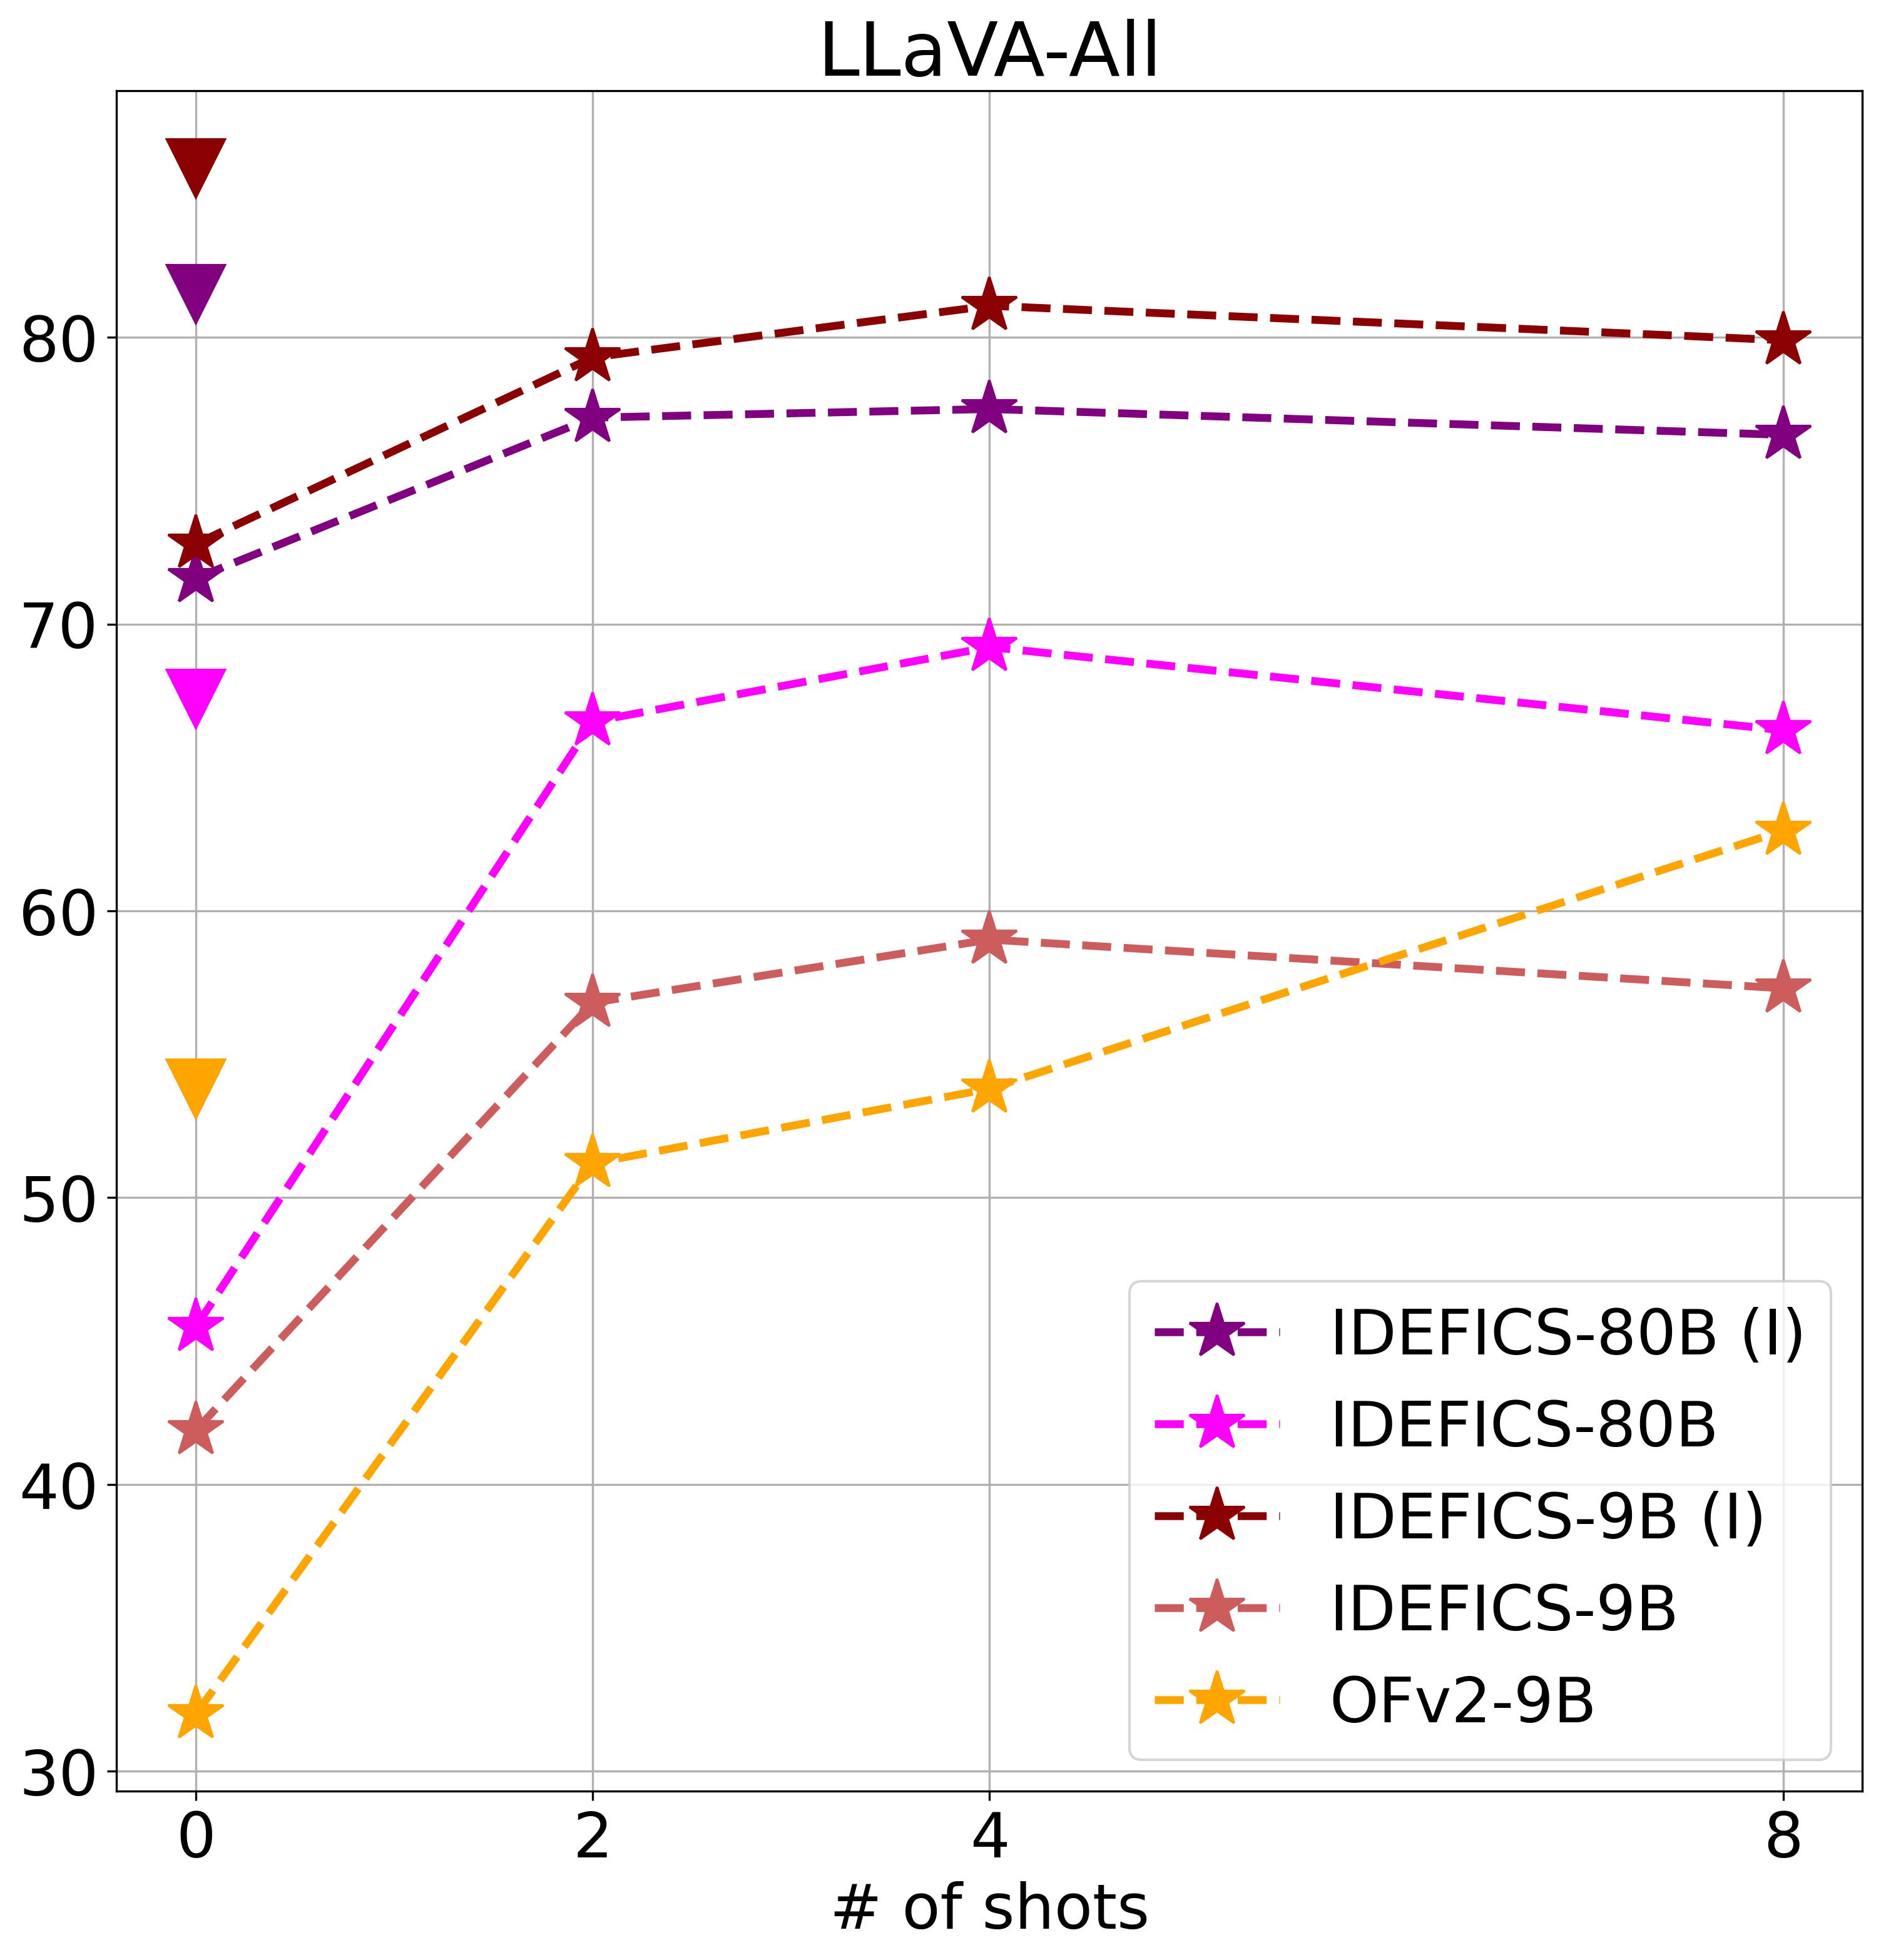 LLaVA-All
80
70
60
50
40
30
0 2 4 8
# of shots
IDEFICS-80B (I)
IDEFICS-80B
IDEFICS-9B (I)
IDEFICS-9B
OFv2-9B